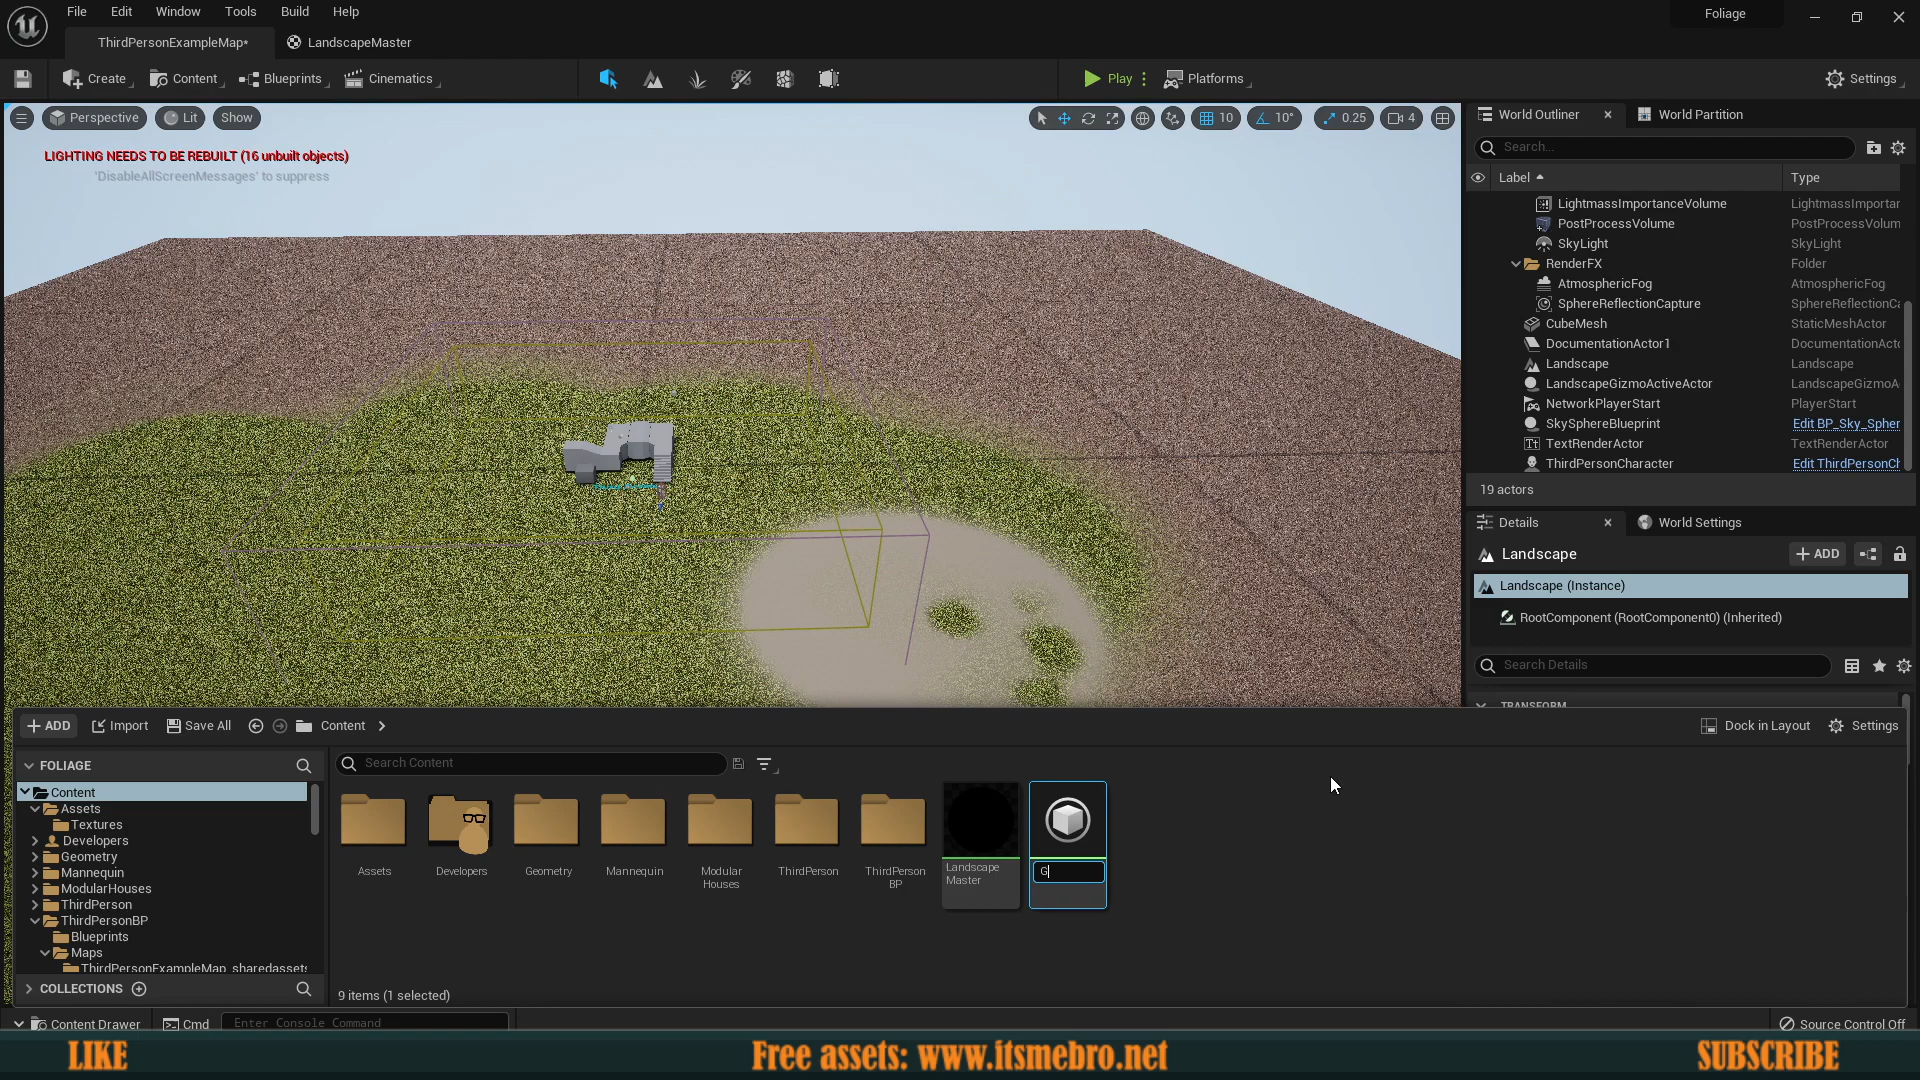 File Edit Window Tools Build Help
Foliage
ThirdPersonExampleMap*
LandscapeMaster
Create
Content
Blueprints
Cinematics
Play
Platforms
Settings
Perspective
Lit
Show
10
10°
0.25
4
LIGHTING NEEDS TO BE REBUILT (16 unbuilt objects)
'DisableAllScreenMessages' to suppress
World Outliner
World Partition
Search...
Label
Type
LightmassImportanceVolume LightmassImportan
PostProcessVolume PostProcessVolum
SkyLight SkyLight
RenderFX Folder
AtmosphericFog AtmosphericFog
SphereReflectionCapture SphereReflectionCa
CubeMesh StaticMeshActor
DocumentationActor1 DocumentationActo
Landscape Landscape
LandscapeGizmoActiveActor LandscapeGizmoA
NetworkPlayerStart PlayerStart
SkySphereBlueprint Edit BP_Sky_Spher
TextRenderActor TextRenderActor
ThirdPersonCharacter Edit ThirdPersonCh
19 actors
Details
World Settings
Landscape
ADD
Landscape (Instance)
RootComponent (RootComponent0) (Inherited)
Search Details
TRANSFORM
ADD
Import
Save All
Content
Dock in Layout
Settings
FOLIAGE
Content
Assets
Textures
Developers
Geometry
Mannequin
ModularHouses
ThirdPerson
ThirdPersonBP
Blueprints
Maps
ThirdPersonExampleMap_sharedassets
COLLECTIONS
Search Content
Assets
Developers
Geometry
Mannequin
Modular
Houses
ThirdPerson
ThirdPerson
BP
Landscape
Master
G
9 items (1 selected)
Content Drawer
Cmd
Enter Console Command
Source Control Off
LIKE
Free assets: www.itsmebro.net
SUBSCRIBE